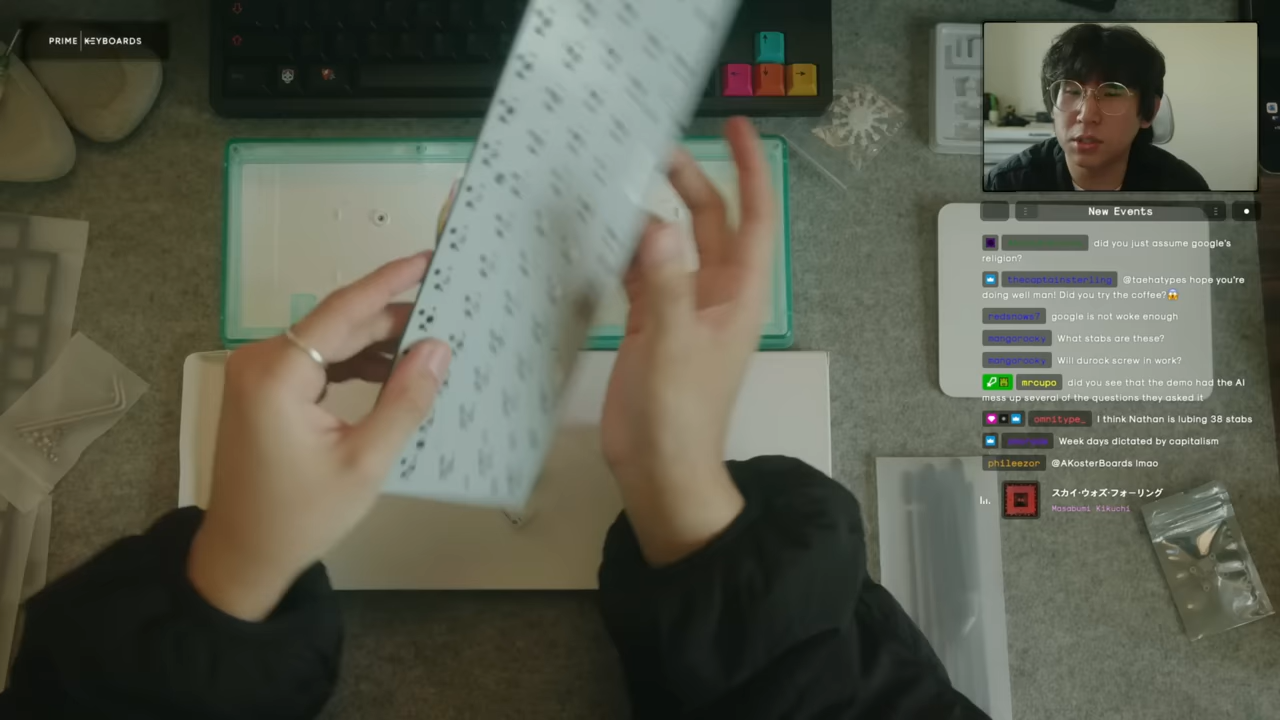 PRIME | KEYBOARDS
New Events
did you just assume google's
religion?
thecaptainsterling @taehatypes hope you're
doing well man! Did you try the coffee?😱
redsnows7 google is not woke enough
mangorocky What stabs are these?
mangorocky Will durock screw in work?
mrcupo did you see that the demo had the AI
mess up several of the questions they asked it
omnitype_ I think Nathan is lubing 38 stabs
Week days dictated by capitalism
phileezor @AKosterBoards lmao
スカイ・ウォズ・フォーリング
Masabumi Kikuchi